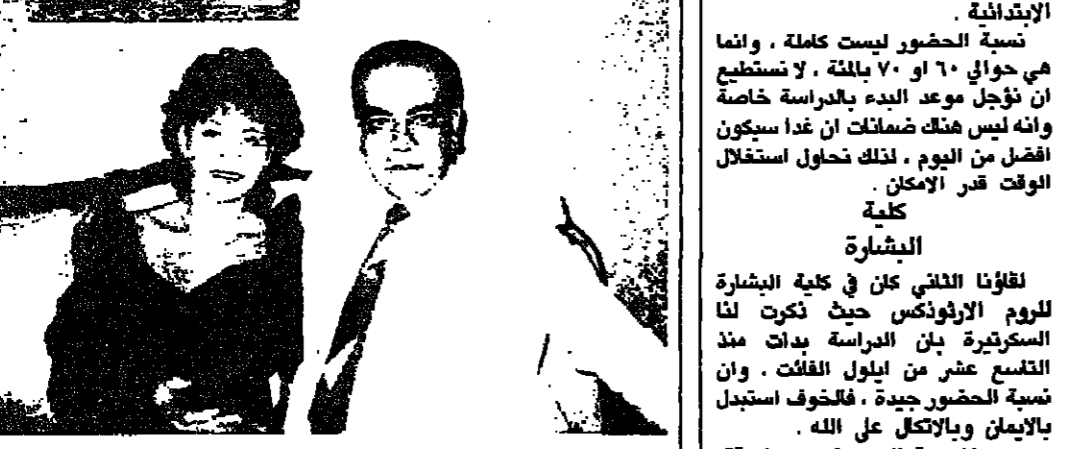 الابتدائية .
نسبة الحضور ليست كاملة ، وانما
هي حوالي ٦٠ او ٧٠ بالمئة ، لا نستطيع
ان نؤجل موعد البدء بالدراسة خاصة
وانه ليس هناك ضمانات ان غدا سيكون
افضل من اليوم ، لذلك نحاول استغلال
الوقت قدر الامكان .
كلية
البشارة
لقاؤنا الثاني كان في كلية البشارة
للروم الارثوذكس حيث ذكرت لنا
السكرتيرة بان الدراسة بدات منذ
التاسع عشر من ايلول الفائت ، وان
نسبة الحضور جيدة ، فالخوف استبدل
بالايمان وبالاتكال على الله .